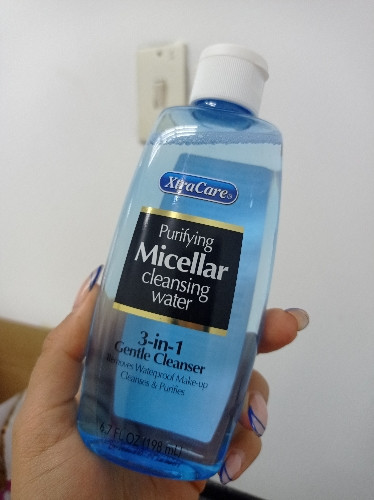 XtraCare®
Purifying
Micellar
cleansing
water
3-in-1
Gentle Cleanser
Removes Waterproof Make-up
Cleanses & Purifies
6.7 FL OZ (198 mL)